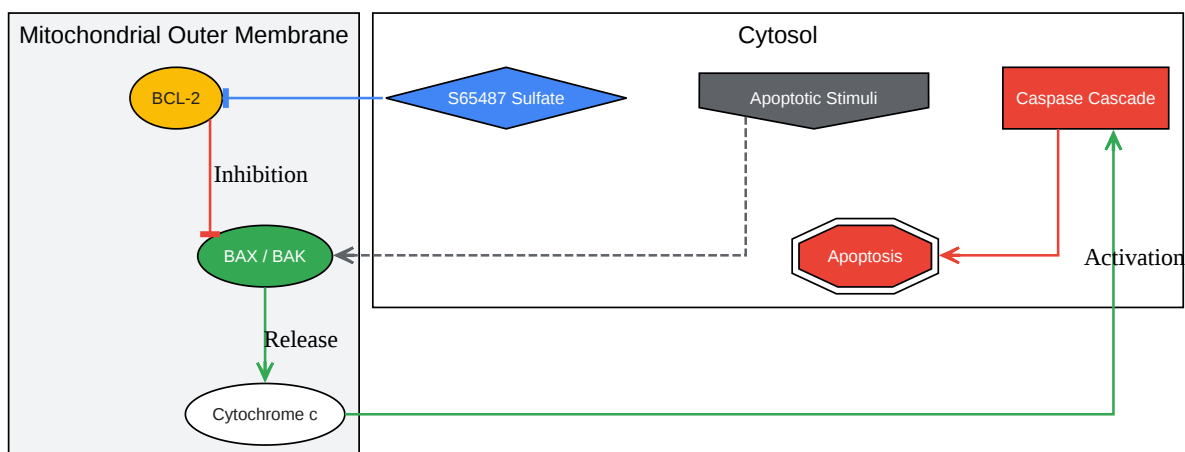 Mitochondrial Outer Membrane
Cytosol
BCL-2
S65487 Sulfate
Apoptotic Stimuli
Caspase Cascade
Inhibition
BAX / BAK
Apoptosis
Activation
Release
Cytochrome c